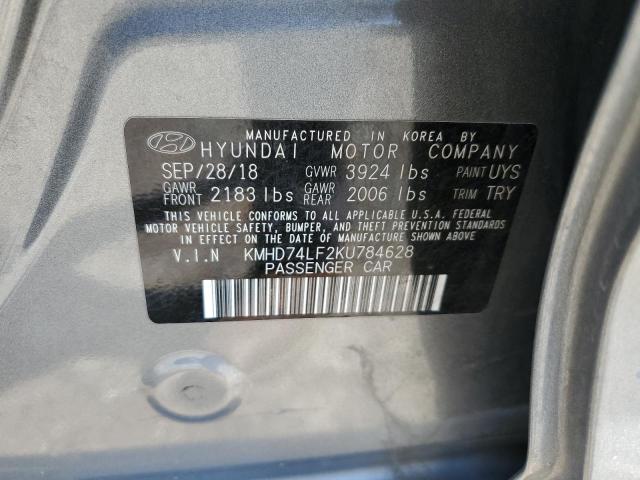 MANUFACTURED IN KOREA BY
HYUNDAI MOTOR COMPANY
SEP/28/18 GVWR 3924 lbs PAINT UYS
GAWR FRONT 2183 lbs GAWR REAR 2006 lbs TRIM TRY
THIS VEHICLE CONFORMS TO ALL APPLICABLE U.S.A. FEDERAL
MOTOR VEHICLE SAFETY, BUMPER, AND THEFT PREVENTION STANDARDS
IN EFFECT ON THE DATE OF MANUFACTURE SHOWN ABOVE.
V.I.N KMHD74LF2KU784628
PASSENGER CAR